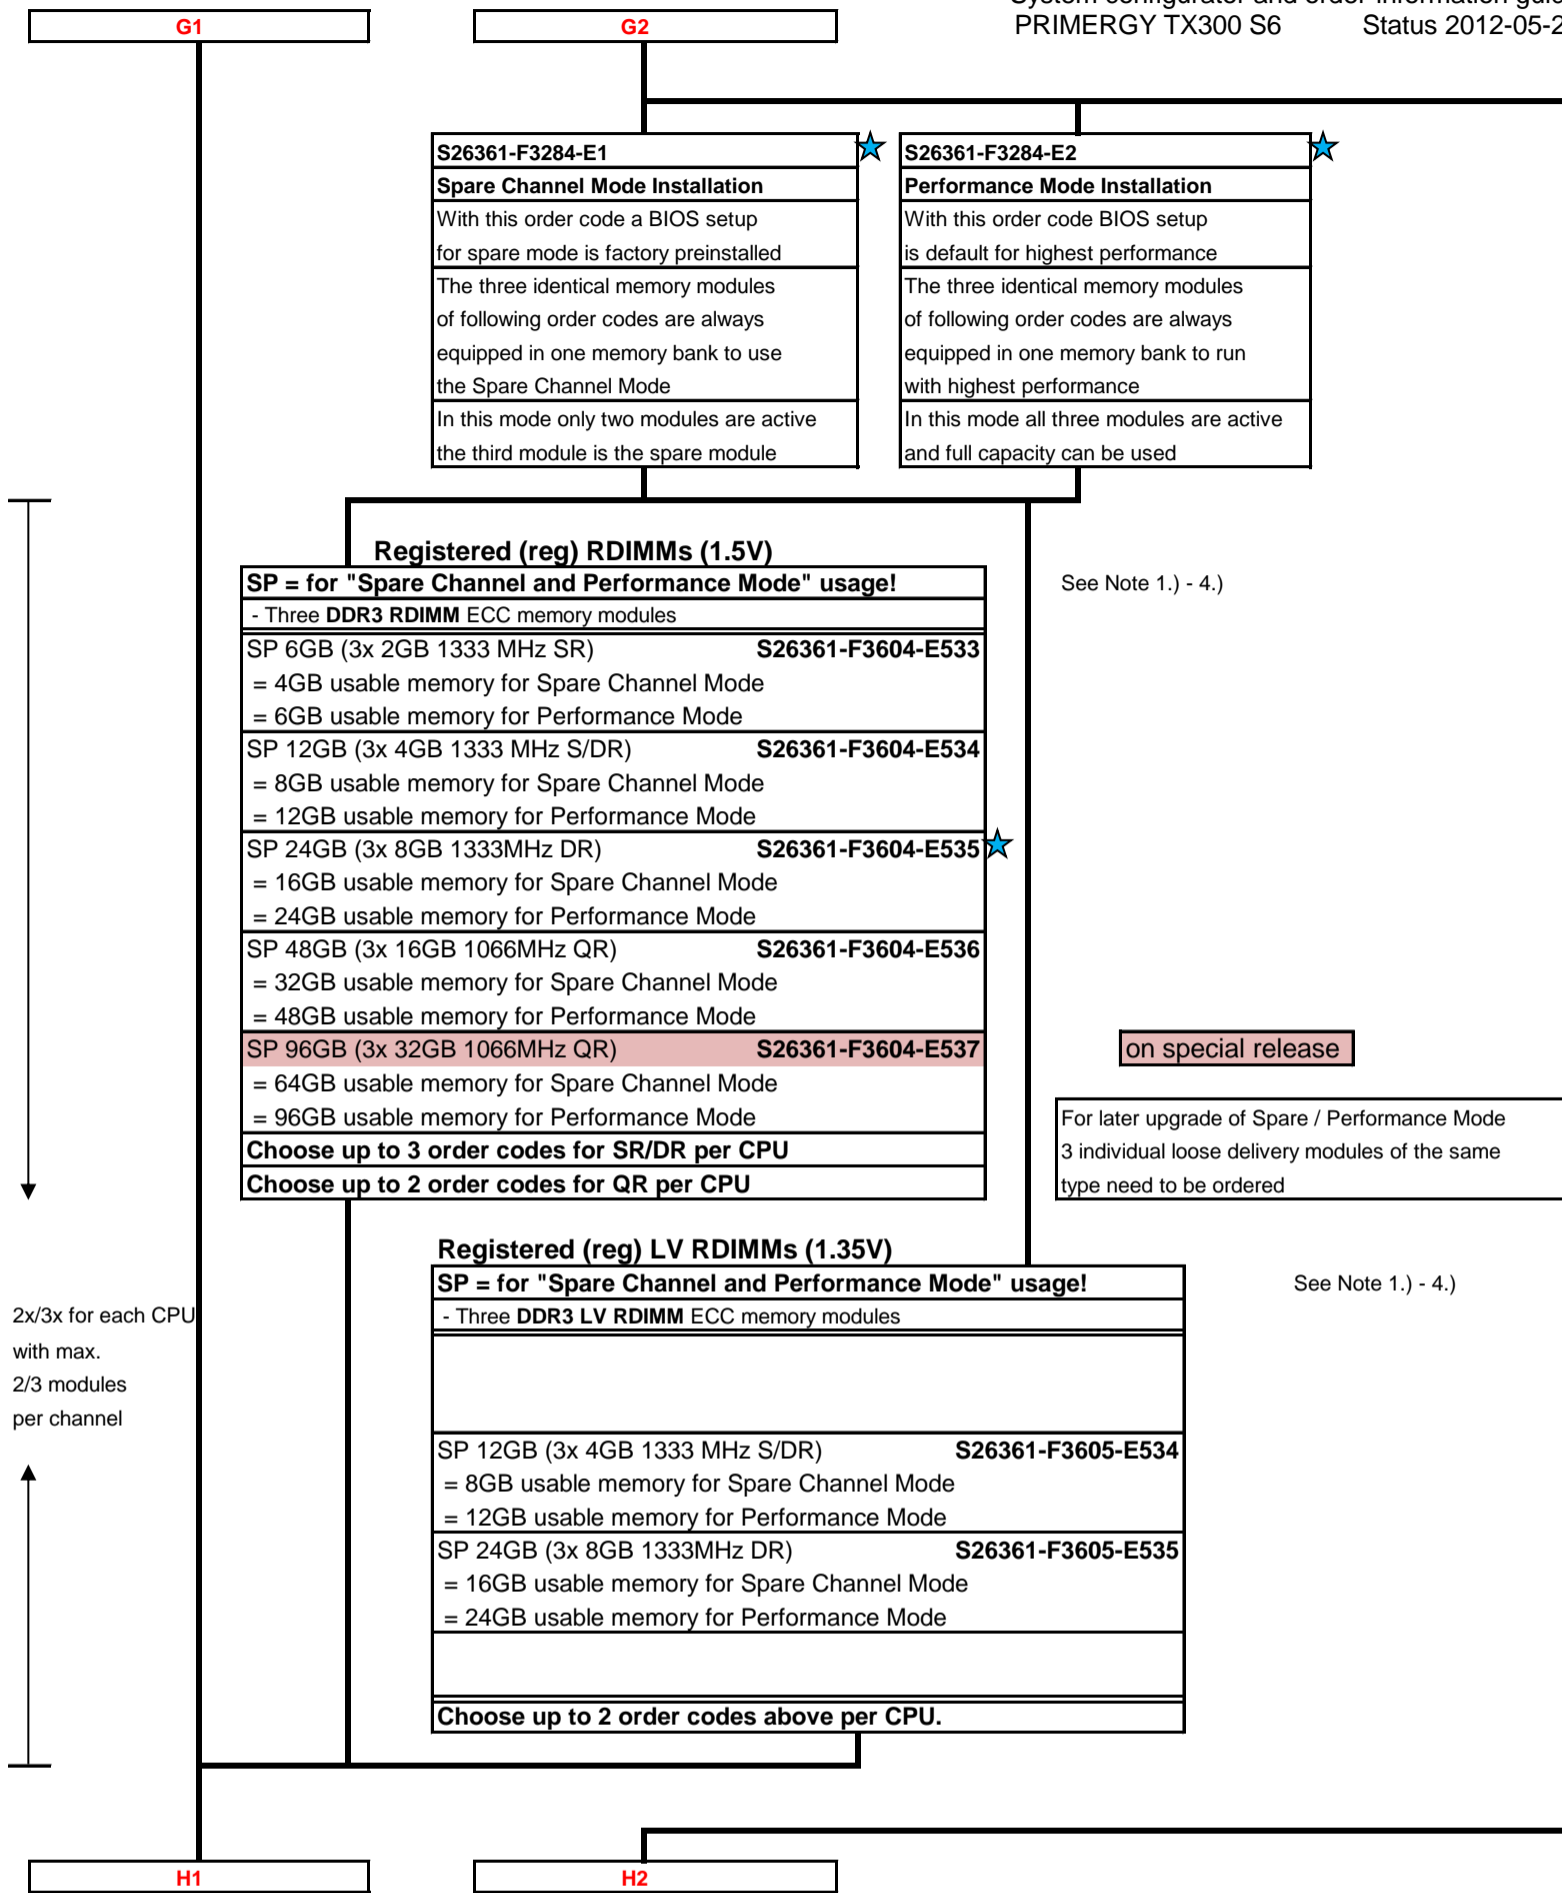 System configurator and order-information guid
PRIMERGY TX300 S6 Status 2012-05-2
G1
G2
S26361-F3284-E1
Spare Channel Mode Installation
With this order code a BIOS setup
for spare mode is factory preinstalled
The three identical memory modules
of following order codes are always
equipped in one memory bank to use
the Spare Channel Mode
In this mode only two modules are active
the third module is the spare module
S26361-F3284-E2
Performance Mode Installation
With this order code BIOS setup
is default for highest performance
The three identical memory modules
of following order codes are always
equipped in one memory bank to run
with highest performance
In this mode all three modules are active
and full capacity can be used
Registered (reg) RDIMMs (1.5V)
SP = for "Spare Channel and Performance Mode" usage!
- Three DDR3 RDIMM ECC memory modules
SP 6GB (3x 2GB 1333 MHz SR) S26361-F3604-E533
= 4GB usable memory for Spare Channel Mode
= 6GB usable memory for Performance Mode
SP 12GB (3x 4GB 1333 MHz S/DR) S26361-F3604-E534
= 8GB usable memory for Spare Channel Mode
= 12GB usable memory for Performance Mode
SP 24GB (3x 8GB 1333MHz DR) S26361-F3604-E535
= 16GB usable memory for Spare Channel Mode
= 24GB usable memory for Performance Mode
SP 48GB (3x 16GB 1066MHz QR) S26361-F3604-E536
= 32GB usable memory for Spare Channel Mode
= 48GB usable memory for Performance Mode
SP 96GB (3x 32GB 1066MHz QR) S26361-F3604-E537
= 64GB usable memory for Spare Channel Mode
= 96GB usable memory for Performance Mode
Choose up to 3 order codes for SR/DR per CPU
Choose up to 2 order codes for QR per CPU
See Note 1.) - 4.)
on special release
For later upgrade of Spare / Performance Mode
3 individual loose delivery modules of the same
type need to be ordered
Registered (reg) LV RDIMMs (1.35V)
SP = for "Spare Channel and Performance Mode" usage!
- Three DDR3 LV RDIMM ECC memory modules
SP 12GB (3x 4GB 1333 MHz S/DR) S26361-F3605-E534
= 8GB usable memory for Spare Channel Mode
= 12GB usable memory for Performance Mode
SP 24GB (3x 8GB 1333MHz DR) S26361-F3605-E535
= 16GB usable memory for Spare Channel Mode
= 24GB usable memory for Performance Mode
Choose up to 2 order codes above per CPU.
See Note 1.) - 4.)
2x/3x for each CPU
with max.
2/3 modules
per channel
H1
H2